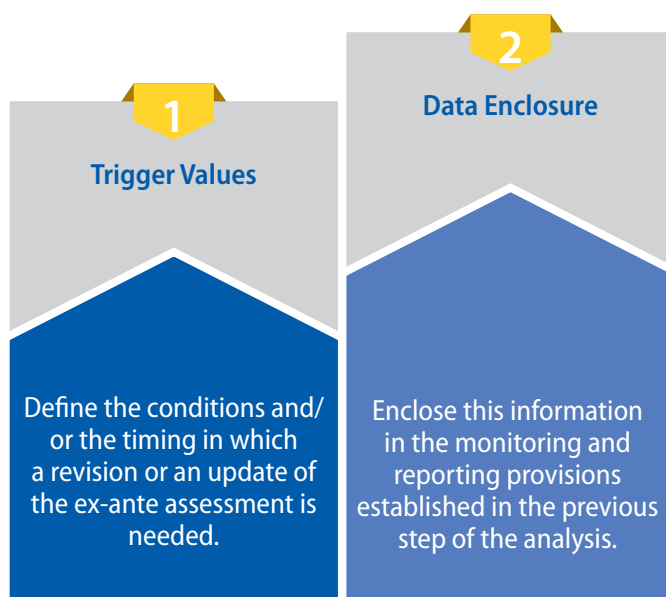 1
Trigger Values
Define the conditions and/
or the timing in which
a revision or an update of
the ex-ante assessment is
needed.
2
Data Enclosure
Enclose this information
in the monitoring and
reporting provisions
established in the previous
step of the analysis.